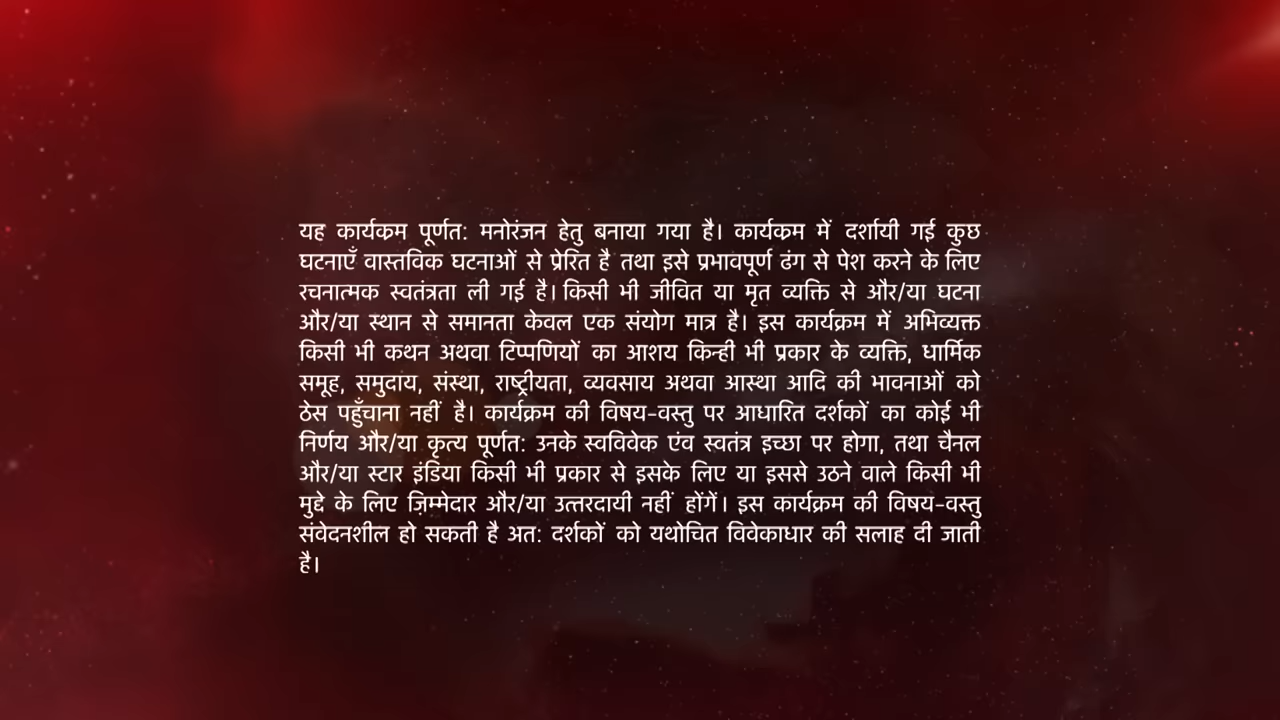 यह कार्यक्रम पूर्णत: मनोरंजन हेतु बनाया गया है। कार्यक्रम में दर्शायी गई कुछ
घटनाएँ वास्तविक घटनाओं से प्रेरित है तथा इसे प्रभावपूर्ण ढंग से पेश करने के लिए
रचनात्मक स्वतंत्रता ली गई है। किसी भी जीवित या मृत व्यक्ति से और/या घटना
और/या स्थान से समानता केवल एक संयोग मात्र है। इस कार्यक्रम में अभिव्यक्त
किसी भी कथन अथवा टिप्पणियों का आशय किन्ही भी प्रकार के व्यक्ति, धार्मिक
समूह, समुदाय, संस्था, राष्ट्रीयता, व्यवसाय अथवा आस्था आदि की भावनाओं को
ठेस पहुँचाना नहीं है। कार्यक्रम की विषय-वस्तु पर आधारित दर्शकों का कोई भी
निर्णय और/या कृत्य पूर्णत: उनके स्वविवेक एंव स्वतंत्र इच्छा पर होगा, तथा चैनल
और/या स्टार इंडिया किसी भी प्रकार से इसके लिए या इससे उठने वाले किसी भी
मुद्दे के लिए ज़िम्मेदार और/या उत्तरदायी नहीं होंगें। इस कार्यक्रम की विषय-वस्तु
संवेदनशील हो सकती है अत: दर्शकों को यथोचित विवेकाधार की सलाह दी जाती
है।